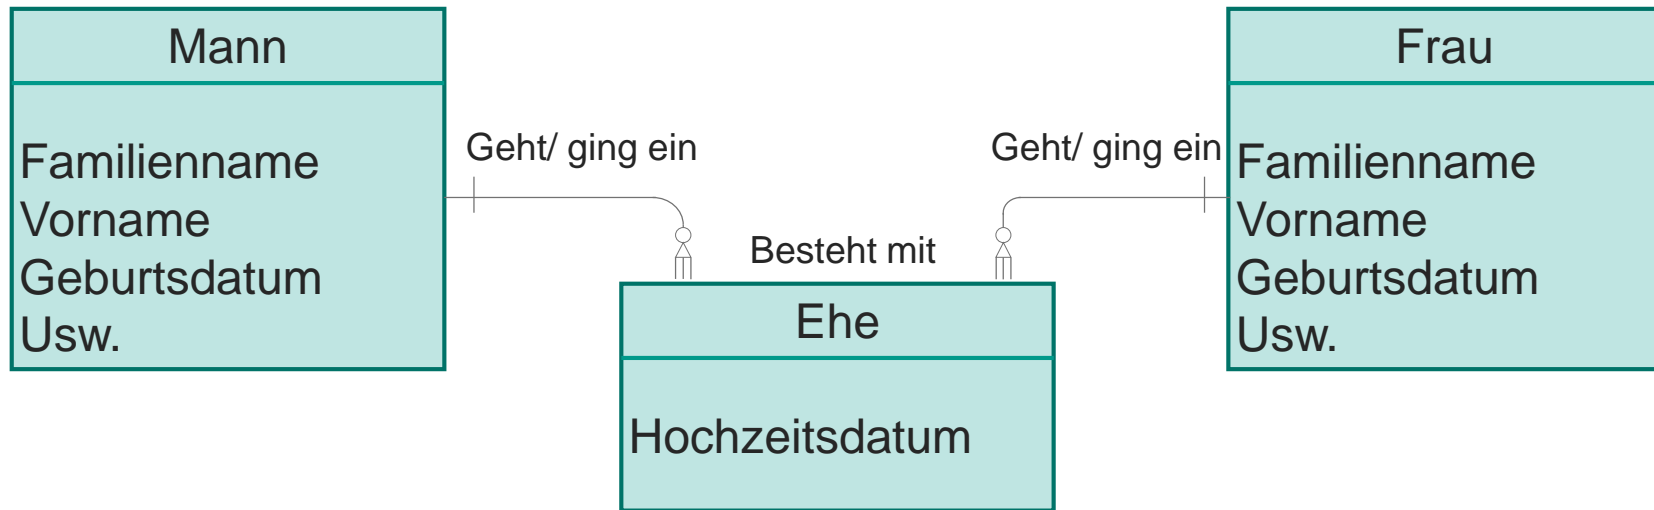 Mann
Familienname
Vorname
Geburtsdatum
Usw.
Geht/ ging ein
Geht/ ging ein
Besteht mit
Ehe
Hochzeitsdatum
Frau
Familienname
Vorname
Geburtsdatum
Usw.